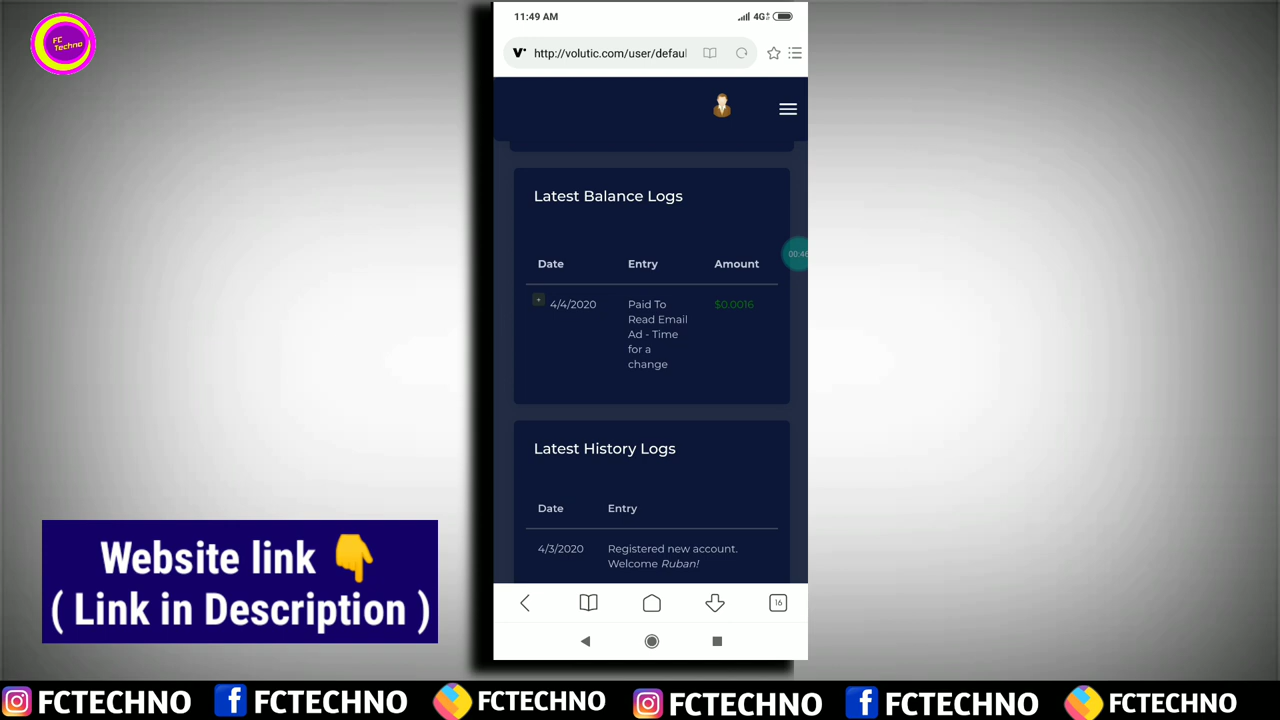 FC
Techno
11:49 AM
4G+
V
http://volutic.com/user/defaul
Latest Balance Logs
Date Entry Amount
+ 4/4/2020 Paid To $0.0016
Read Email
Ad - Time
for a
change
00:46
Latest History Logs
Date Entry
4/3/2020 Registered new account.
Welcome Ruban!
16
Website link
( Link in Description )
FCTECHNO FCTECHNO FCTECHNO FCTECHNO FCTECHNO FCTECHNO